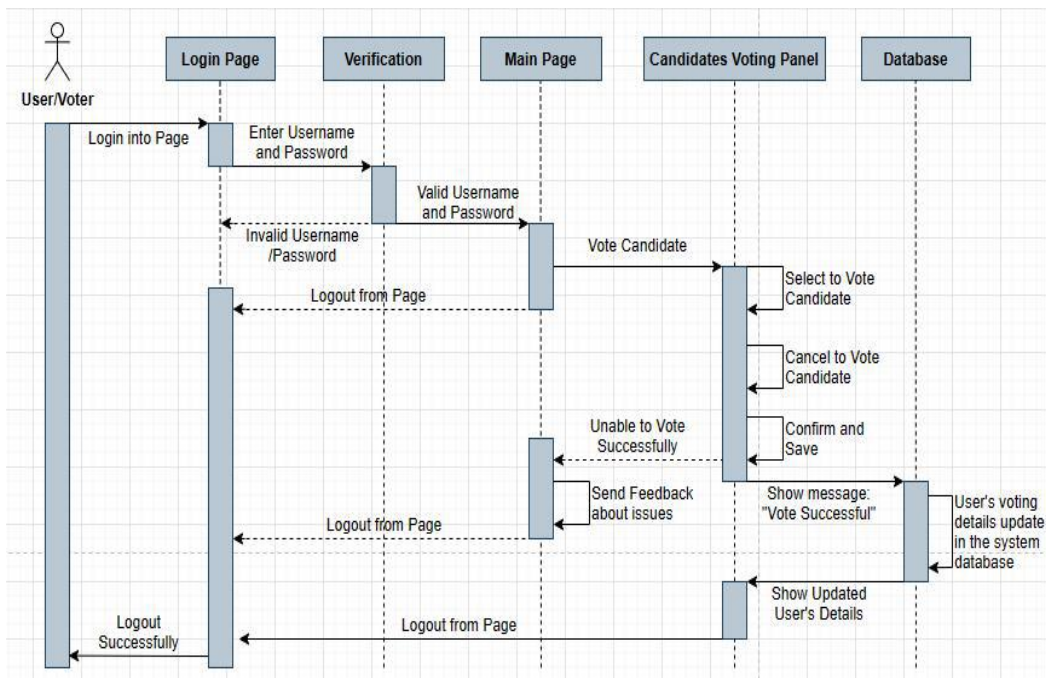 Login Page
Verification
Main Page
Candidates Voting Panel
Database
User/Voter
Login into Page
Enter Username
and Password
Valid Username
and Password
Invalid Username
/Password
Vote Candidate
Select to Vote
Candidate
Logout from Page
Cancel to Vote
Candidate
Unable to Vote
Successfully
Confirm and
Save
Send Feedback
about issues
Show message:
"Vote Successful"
User's voting
details update
in the system
database
Logout from Page
Show Updated
User's Details
Logout
Successfully
Logout from Page